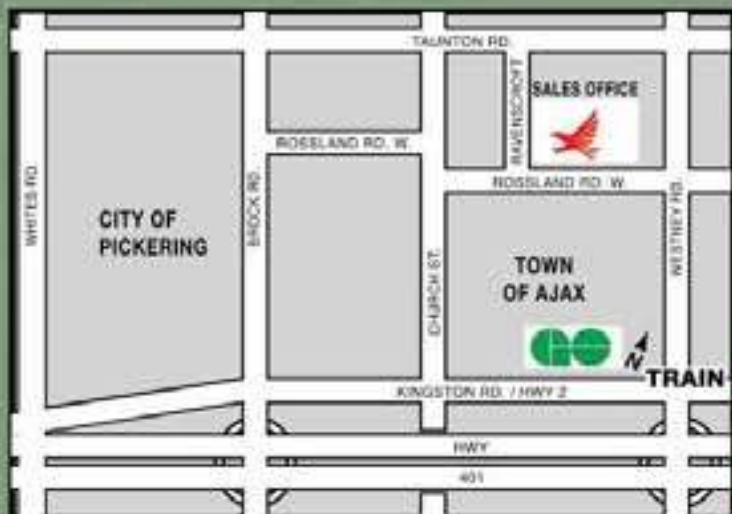 TAUNTON RD.
RAVENSCROFT
SALES OFFICE
ROSSLAND RD. W.
ROSSLAND RD. W.
WHITES RD
BROCK RD.
CITY OF
PICKERING
CHURCH ST.
WESTNEY RD.
TOWN
OF AJAX
GO
N
TRAIN
KINGSTON RD. / HWY 2
HWY
401